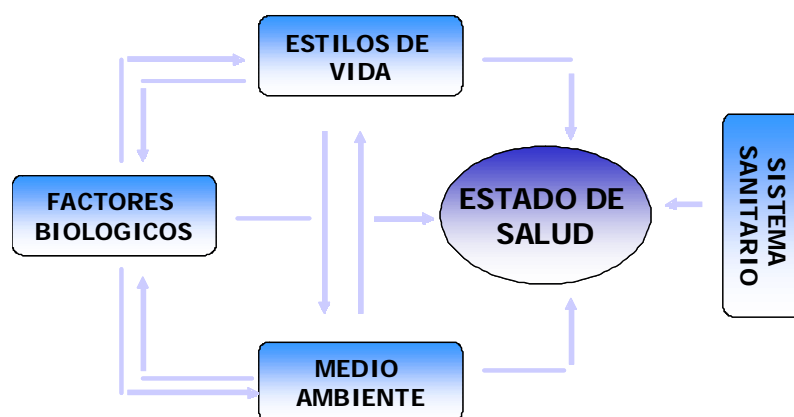 ESTILOS DE
VIDA
FACTORES
BIOLOGICOS
ESTADO DE
SALUD
SISTEMA
SANITARIO
MEDIO
AMBIENTE